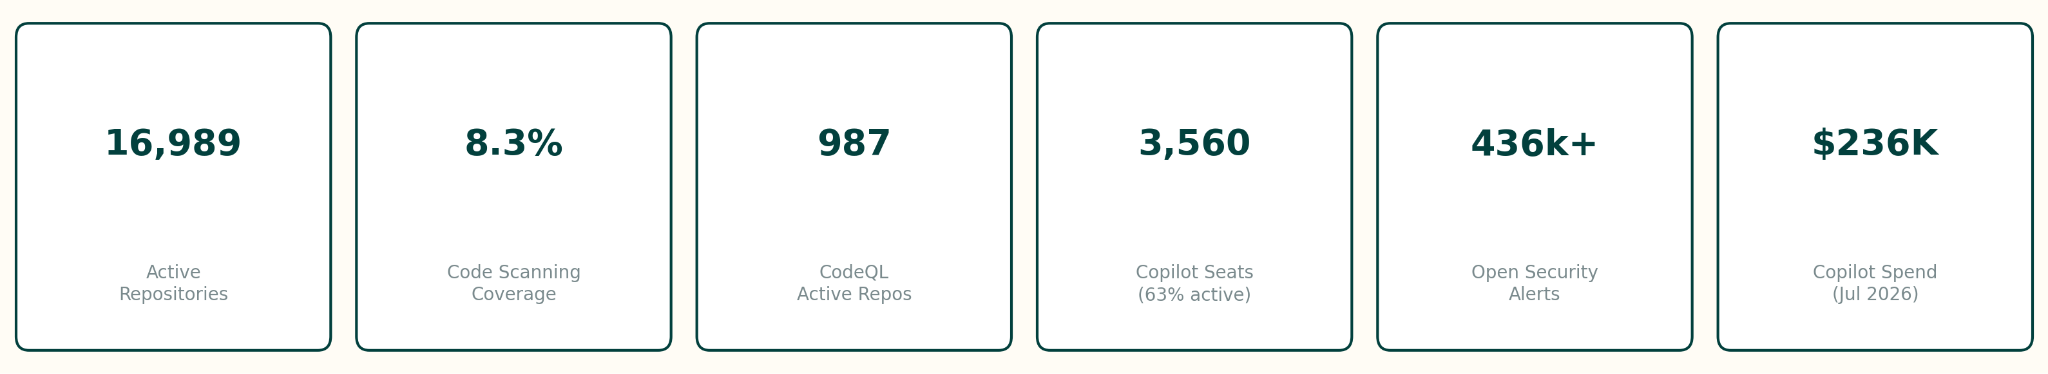 16,989
Active
Repositories
8.3%
Code Scanning
Coverage
987
CodeQL
Active Repos
3,560
Copilot Seats
(63% active)
436k+
Open Security
Alerts
$236K
Copilot Spend
(Jul 2026)